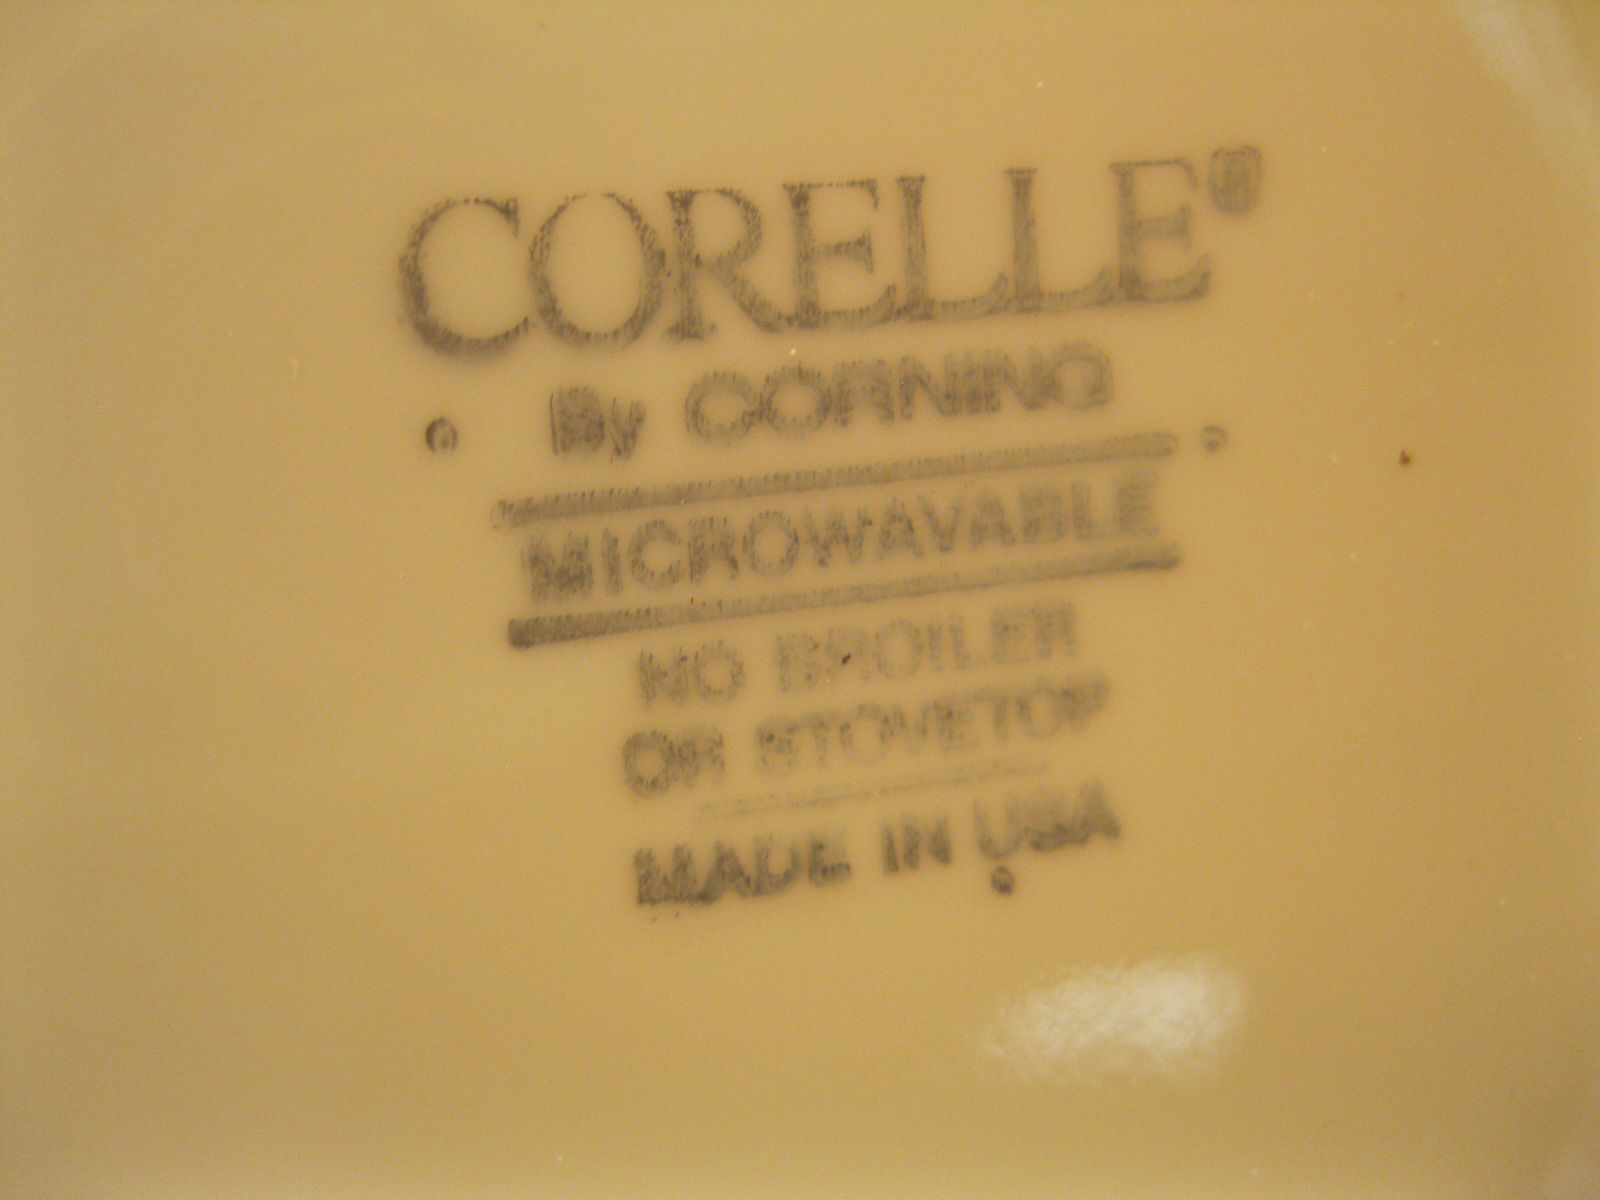 CORELLE®
By CORNING
MICROWAVABLE
NO BROILER
OR STOVETOP
MADE IN USA